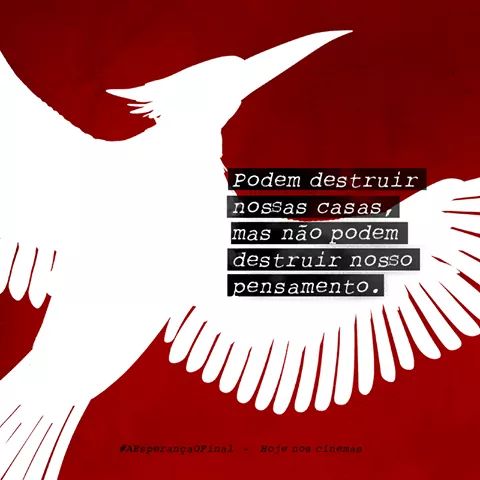 Podem destruir
nossas casas,
mas não podem
destruir nosso
pensamento.
#AEsperançaOFinal - Hoje nos cinemas